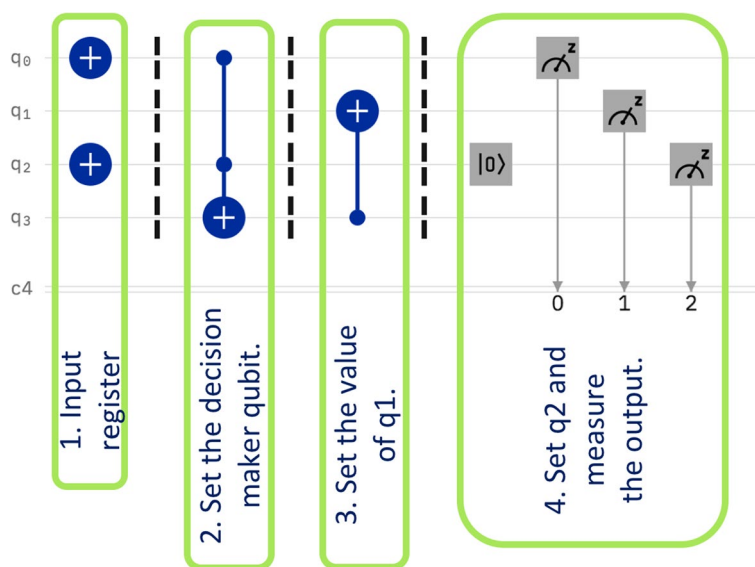 q0
q1
q2
q3
c4
z
z
|0⟩
z
0
1
2
1. Input
register
2. Set the decision
maker qubit.
3. Set the value
of q1.
4. Set q2 and
measure
the output.